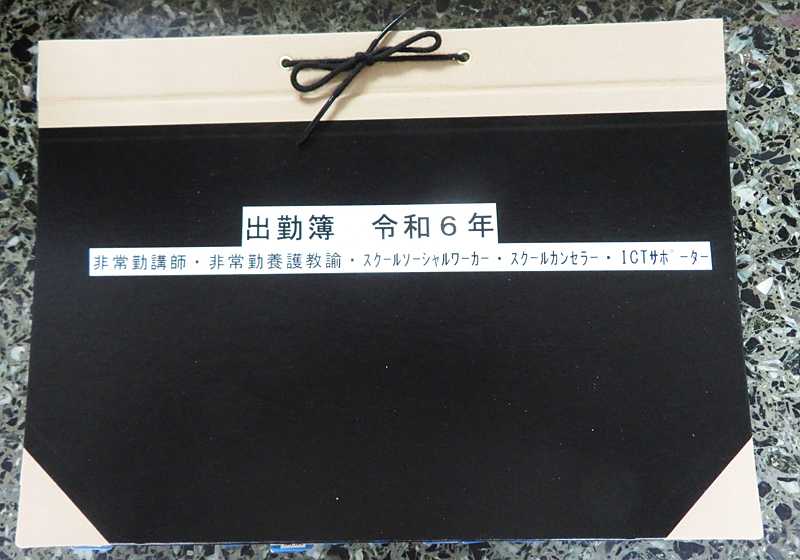 出勤簿　令和６年
非常勤講師・非常勤養護教諭・ｽｸｰﾙｿｰｼｬﾙﾜｰｶｰ・ｽｸｰﾙｶﾝｾﾗｰ・ICTｻﾎﾟｰﾀｰ